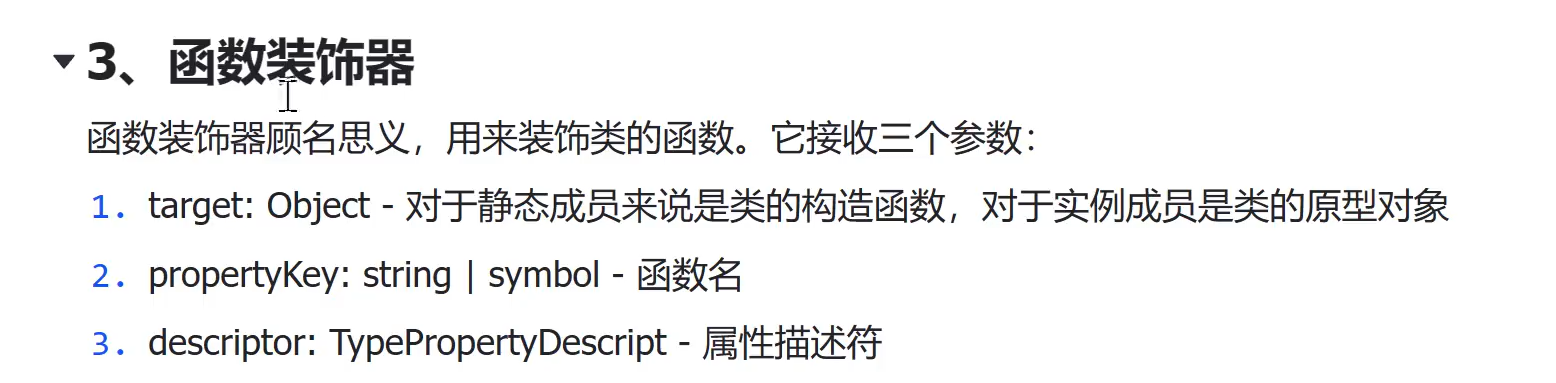 3、函数装饰器
函数装饰器顾名思义，用来装饰类的函数。它接收三个参数：
1. target: Object - 对于静态成员来说是类的构造函数，对于实例成员是类的原型对象
2. propertyKey: string | symbol - 函数名
3. descriptor: TypePropertyDescript - 属性描述符